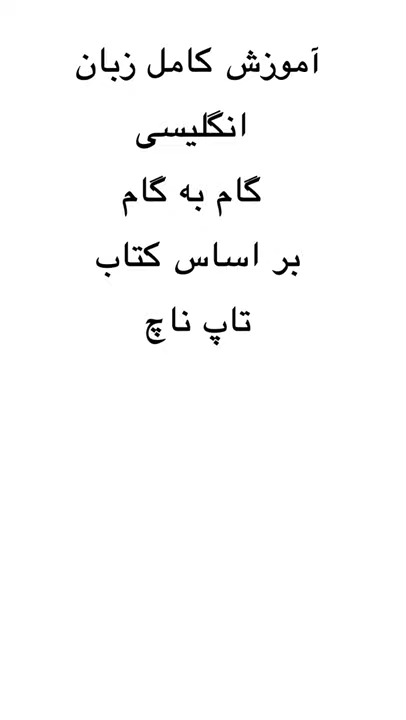 آموزش کامل زبان
انگلیسی
گام به گام
بر اساس کتاب
تاپ ناچ